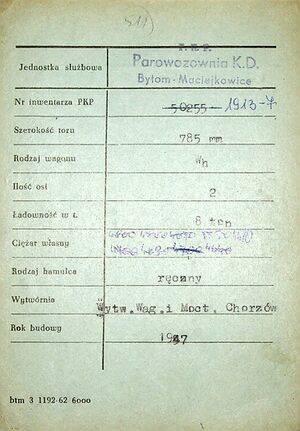 511)
P.K.P.
Parowozownia K.D.
Jednostka służbowa
Bytom-Maciejkowice
Nr inwentarza PKP 50255 - 1913-7
Szerokość toru 785 mm
Rodzaj wagonu Wh
Ilość osi 2
Ładowność w t. 8 ton
Ciężar własny
Rodzaj hamulca ręczny
Wytwórnia Wytw.Wag.i Most. Chorzów
Rok budowy
btm 3 1192-62 6000